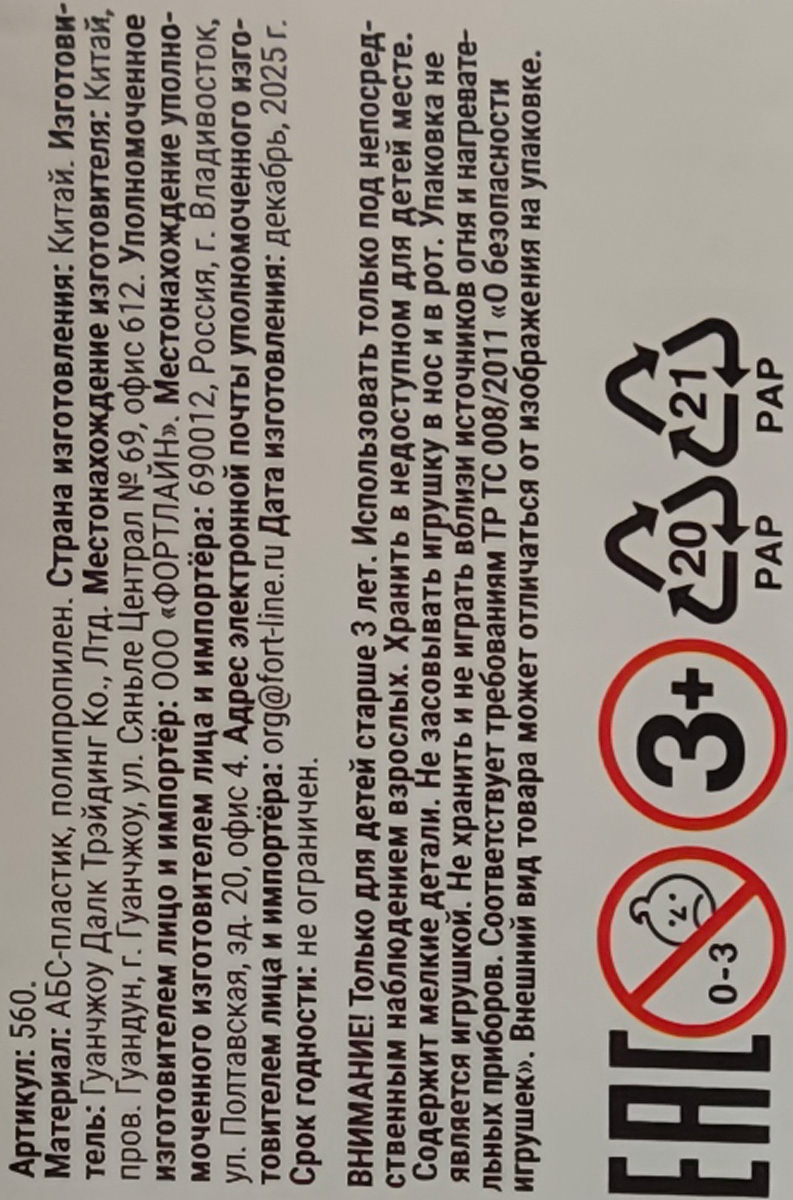 Артикул: 560.
Материал: АБС-пластик, полипропилен. Страна изготовления: Китай. Изготови-
тель: Гуанчжоу Далк Трэйдинг Ко., Лтд. Местонахождение изготовителя: Китай,
пров. Гуандун, г. Гуанчжоу, ул. Сяньле Централ № 69, офис 612. Уполномоченное
изготовителем лицо и импортёр: ООО «ФОРТЛАЙН». Местонахождение уполно-
моченного изготовителем лица и импортёра: 690012, Россия, г. Владивосток,
ул. Полтавская, зд. 20, офис 4. Адрес электронной почты уполномоченного изго-
товителем лица и импортёра: org@fort-line.ru Дата изготовления: декабрь, 2025 г.
Срок годности: не ограничен.
ВНИМАНИЕ! Только для детей старше 3 лет. Использовать только под непосред-
ственным наблюдением взрослых. Хранить в недоступном для детей месте.
Содержит мелкие детали. Не засовывать игрушку в нос и в рот. Упаковка не
является игрушкой. Не хранить и не играть вблизи источников огня и нагревате-
льных приборов. Соответствует требованиям ТР ТС 008/2011 «О безопасности
игрушек». Внешний вид товара может отличаться от изображения на упаковке.
EAC
0-3
3+
20
PAP
21
PAP